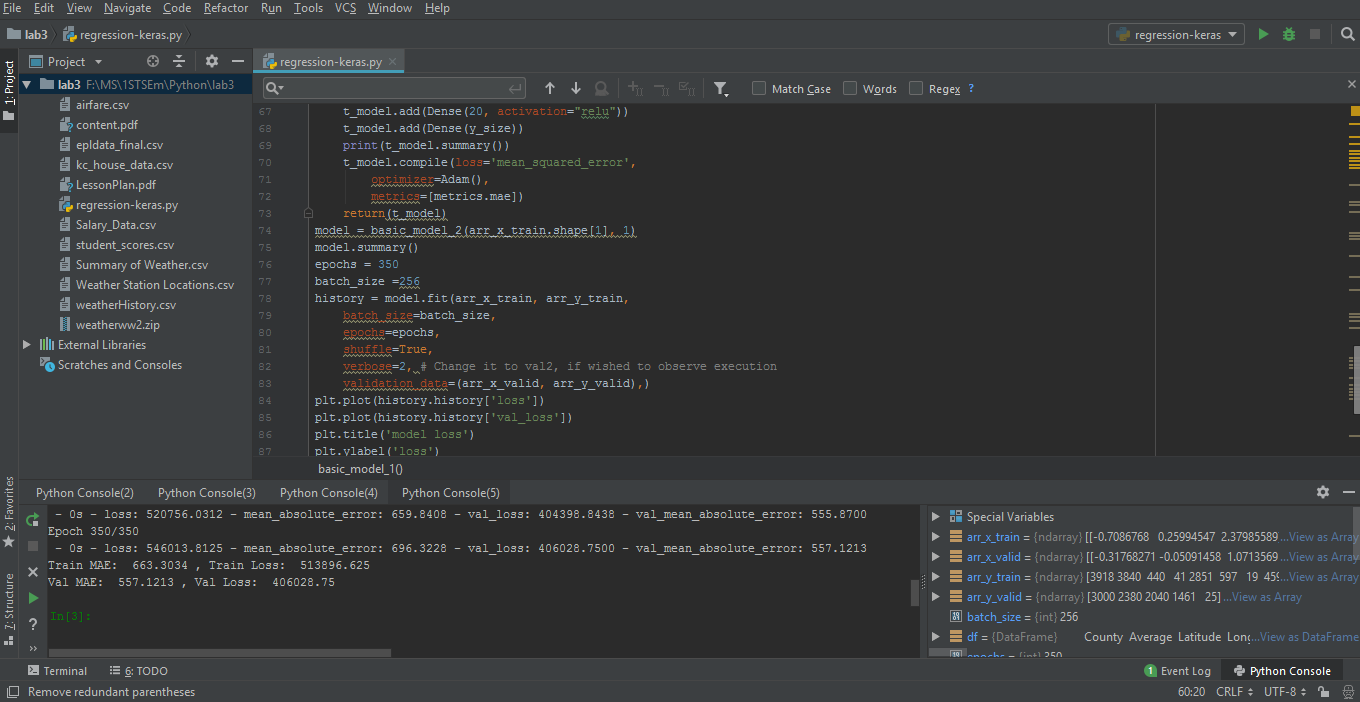 File Edit View Navigate Code Refactor Run Tools VCS Window Help
lab3 regression-keras.py regression-keras
Project regression-keras.py
1: Project
lab3 F:\MS\1STSEm\Python\lab3
airfare.csv
content.pdf
epldata_final.csv
kc_house_data.csv
LessonPlan.pdf
regression-keras.py
Salary_Data.csv
student_scores.csv
Summary of Weather.csv
Weather Station Locations.csv
weatherHistory.csv
weatherww2.zip
External Libraries
Scratches and Consoles
Match Case Words Regex ?
67 t_model.add(Dense(20, activation="relu"))
68 t_model.add(Dense(y_size))
69 print(t_model.summary())
70 t_model.compile(loss='mean_squared_error',
71 optimizer=Adam(),
72 metrics=[metrics.mae])
73 return(t_model)
74 model = basic_model_2(arr_x_train.shape[1], 1)
75 model.summary()
76 epochs = 350
77 batch_size =256
78 history = model.fit(arr_x_train, arr_y_train,
79 batch_size=batch_size,
80 epochs=epochs,
81 shuffle=True,
82 verbose=2, # Change it to val2, if wished to observe execution
83 validation_data=(arr_x_valid, arr_y_valid),)
84 plt.plot(history.history['loss'])
85 plt.plot(history.history['val_loss'])
86 plt.title('model loss')
87 plt.ylabel('loss')
basic_model_1()
2: Favorites
7: Structure
Python Console(2) Python Console(3) Python Console(4) Python Console(5)
- 0s - loss: 520756.0312 - mean_absolute_error: 659.8408 - val_loss: 404398.8438 - val_mean_absolute_error: 555.8700
Epoch 350/350
- 0s - loss: 546013.8125 - mean_absolute_error: 696.3228 - val_loss: 406028.7500 - val_mean_absolute_error: 557.1213
Train MAE: 663.3034 , Train Loss: 513896.625
Val MAE: 557.1213 , Val Loss: 406028.75
In[3]:
Special Variables
arr_x_train = {ndarray} [[-0.7086768 0.25994547 2.37985589 ...View as Array
arr_x_valid = {ndarray} [[-0.31768271 -0.05091458 1.0713569 ...View as Array
arr_y_train = {ndarray} [3918 3840 440 41 2851 597 19 459 ...View as Array
arr_y_valid = {ndarray} [3000 2380 2040 1461 25] ...View as Array
batch_size = {int} 256
df = {DataFrame} County Average Latitude Long ...View as DataFrame
epochs = {int} 350
Terminal 6: TODO 1 Event Log Python Console
Remove redundant parentheses 60:20 CRLF UTF-8